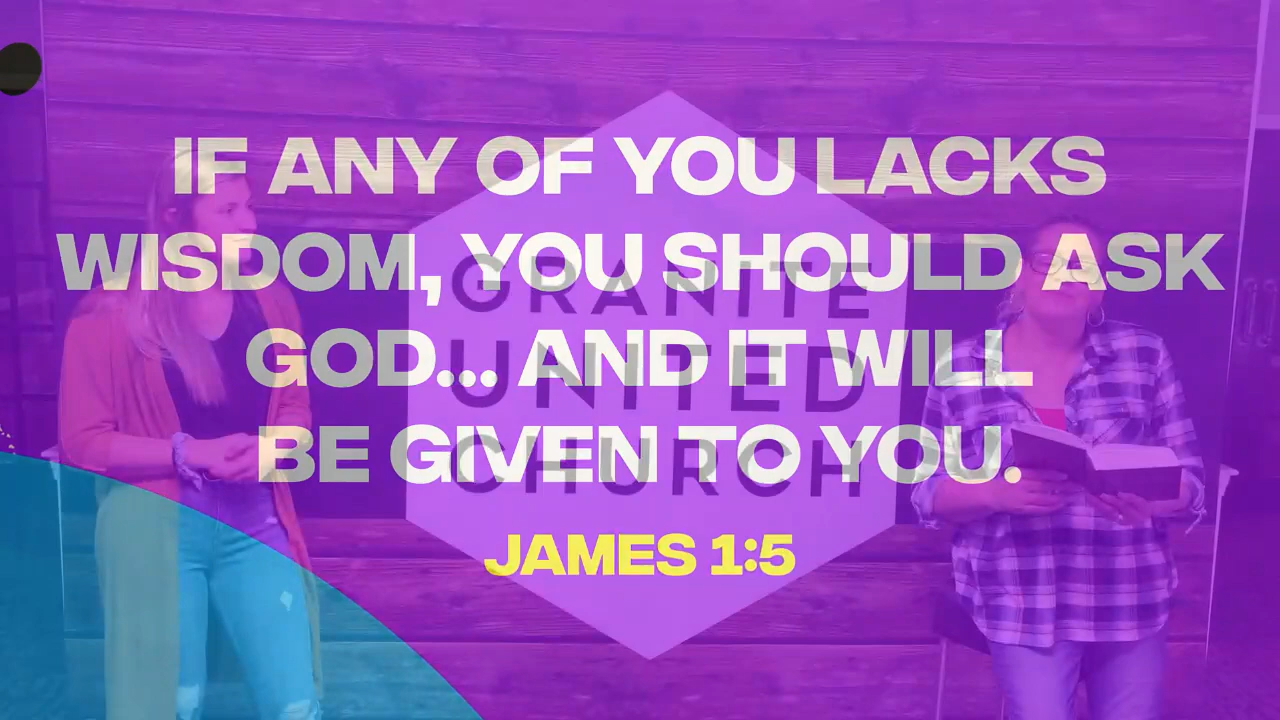 IF ANY OF YOU LACKS
WISDOM, YOU SHOULD ASK
GOD... AND IT WILL
BE GIVEN TO YOU.
JAMES 1:5
GRANITE
UNITED
CHURCH